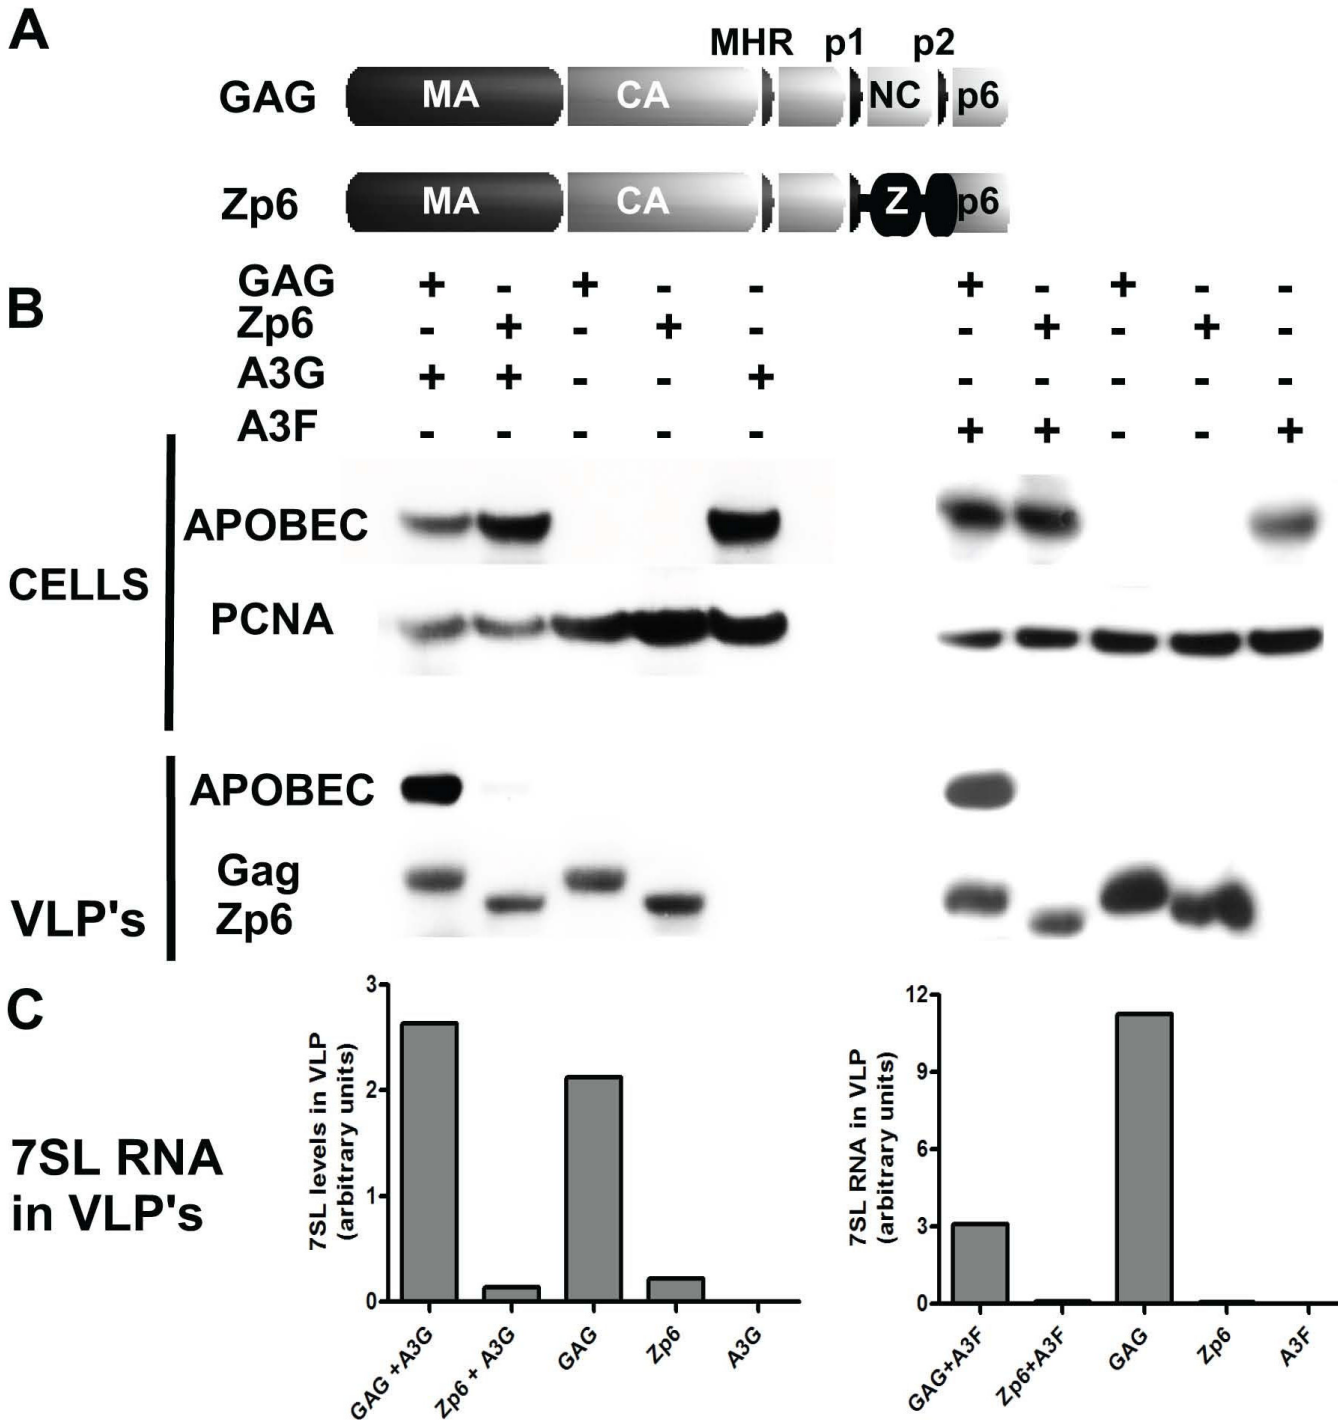 A
MHR p1 p2
GAG MA CA NC p6
Zp6 MA CA Z p6
B
GAG + - + - - + - + - -
Zp6 - + - + - - + - + -
A3G + + - - + - - - - -
A3F - - - - - + + - - +
CELLS
APOBEC
PCNA
VLP's
APOBEC
Gag
Zp6
C
7SL RNA
in VLP's
7SL levels in VLP
(arbitrary units)
3
2
1
0
GAG +A3G
Zp6 + A3G
GAG
Zp6
A3G
7SL RNA in VLP
(arbitrary units)
12
9
6
3
0
GAG+A3F
Zp6+A3F
GAG
Zp6
A3F